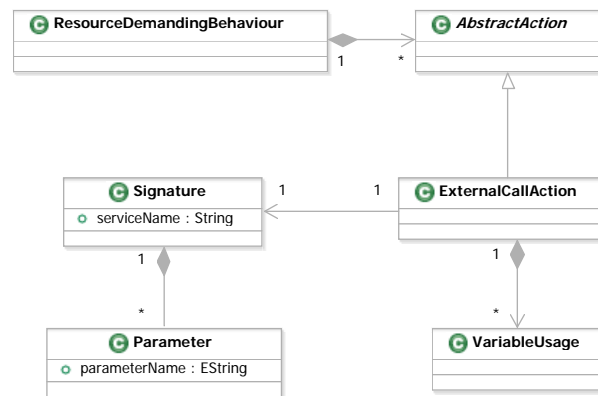 ResourceDemandingBehaviour
AbstractAction
1
*
Signature
serviceName : String
1
1
ExternalCallAction
1
*
1
*
Parameter
parameterName : EString
VariableUsage